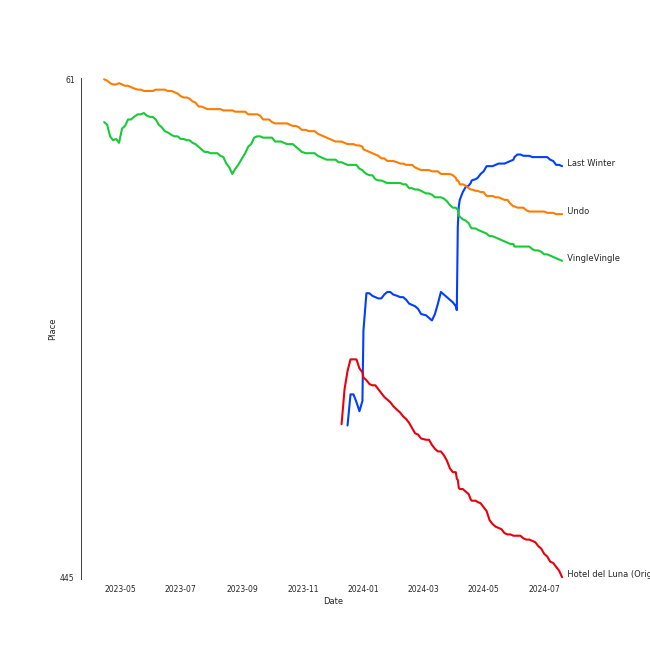 61
Last Winter
Undo
VingleVingle
Place
Hotel del Luna (Orig
445
2023-05 2023-07 2023-09 2023-11 2024-01 2024-03 2024-05 2024-07
Date